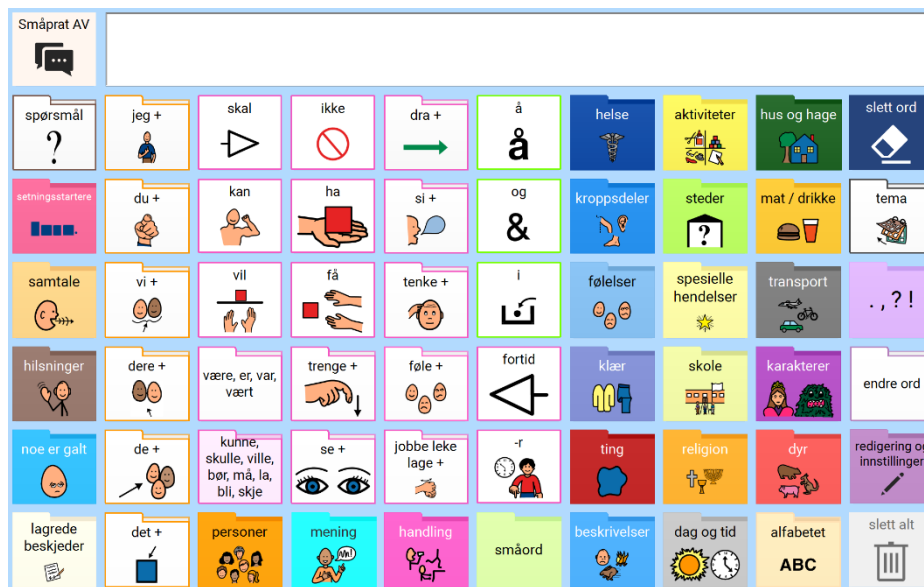 Småprat AV
spørsmål
?
jeg +
skal
ikke
dra +
å
å
helse
aktiviteter
hus og hage
slett ord
setningsstartere
du +
kan
ha
si +
og
&
kroppsdeler
steder
?
mat / drikke
tema
samtale
vi +
vil
få
tenke +
i
følelser
spesielle
hendelser
transport
. , ? !
hilsninger
dere +
være, er, var,
vært
trenge +
føle +
fortid
klær
skole
karakterer
endre ord
noe er galt
de +
kunne,
skulle, ville,
bør, må, la,
bli, skje
se +
jobbe leke
lage +
-r
ting
religion
dyr
redigering og
innstillinger
lagrede
beskjeder
det +
personer
mening
handling
småord
beskrivelser
dag og tid
alfabetet
ABC
slett alt